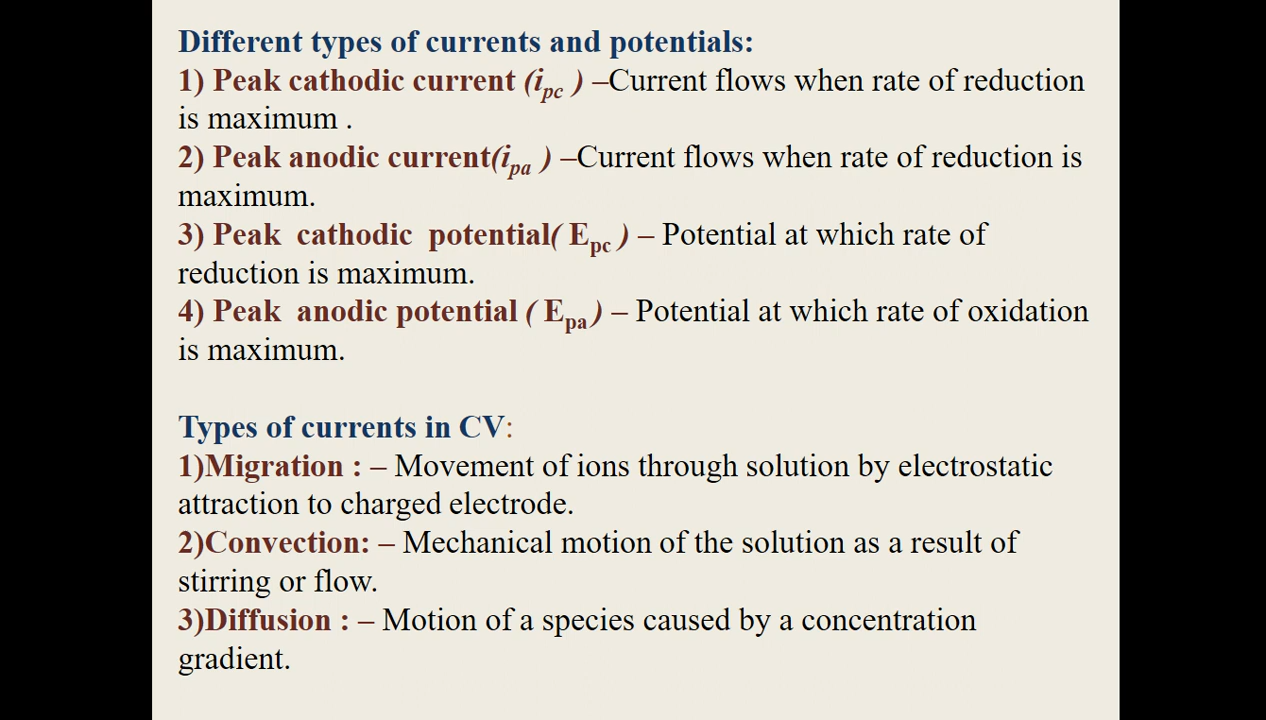 Different types of currents and potentials:
1) Peak cathodic current (ipc ) –Current flows when rate of reduction
is maximum .
2) Peak anodic current(ipa ) –Current flows when rate of reduction is
maximum.
3) Peak cathodic potential( Epc ) – Potential at which rate of
reduction is maximum.
4) Peak anodic potential ( Epa ) – Potential at which rate of oxidation
is maximum.
Types of currents in CV:
1)Migration : – Movement of ions through solution by electrostatic
attraction to charged electrode.
2)Convection: – Mechanical motion of the solution as a result of
stirring or flow.
3)Diffusion : – Motion of a species caused by a concentration
gradient.